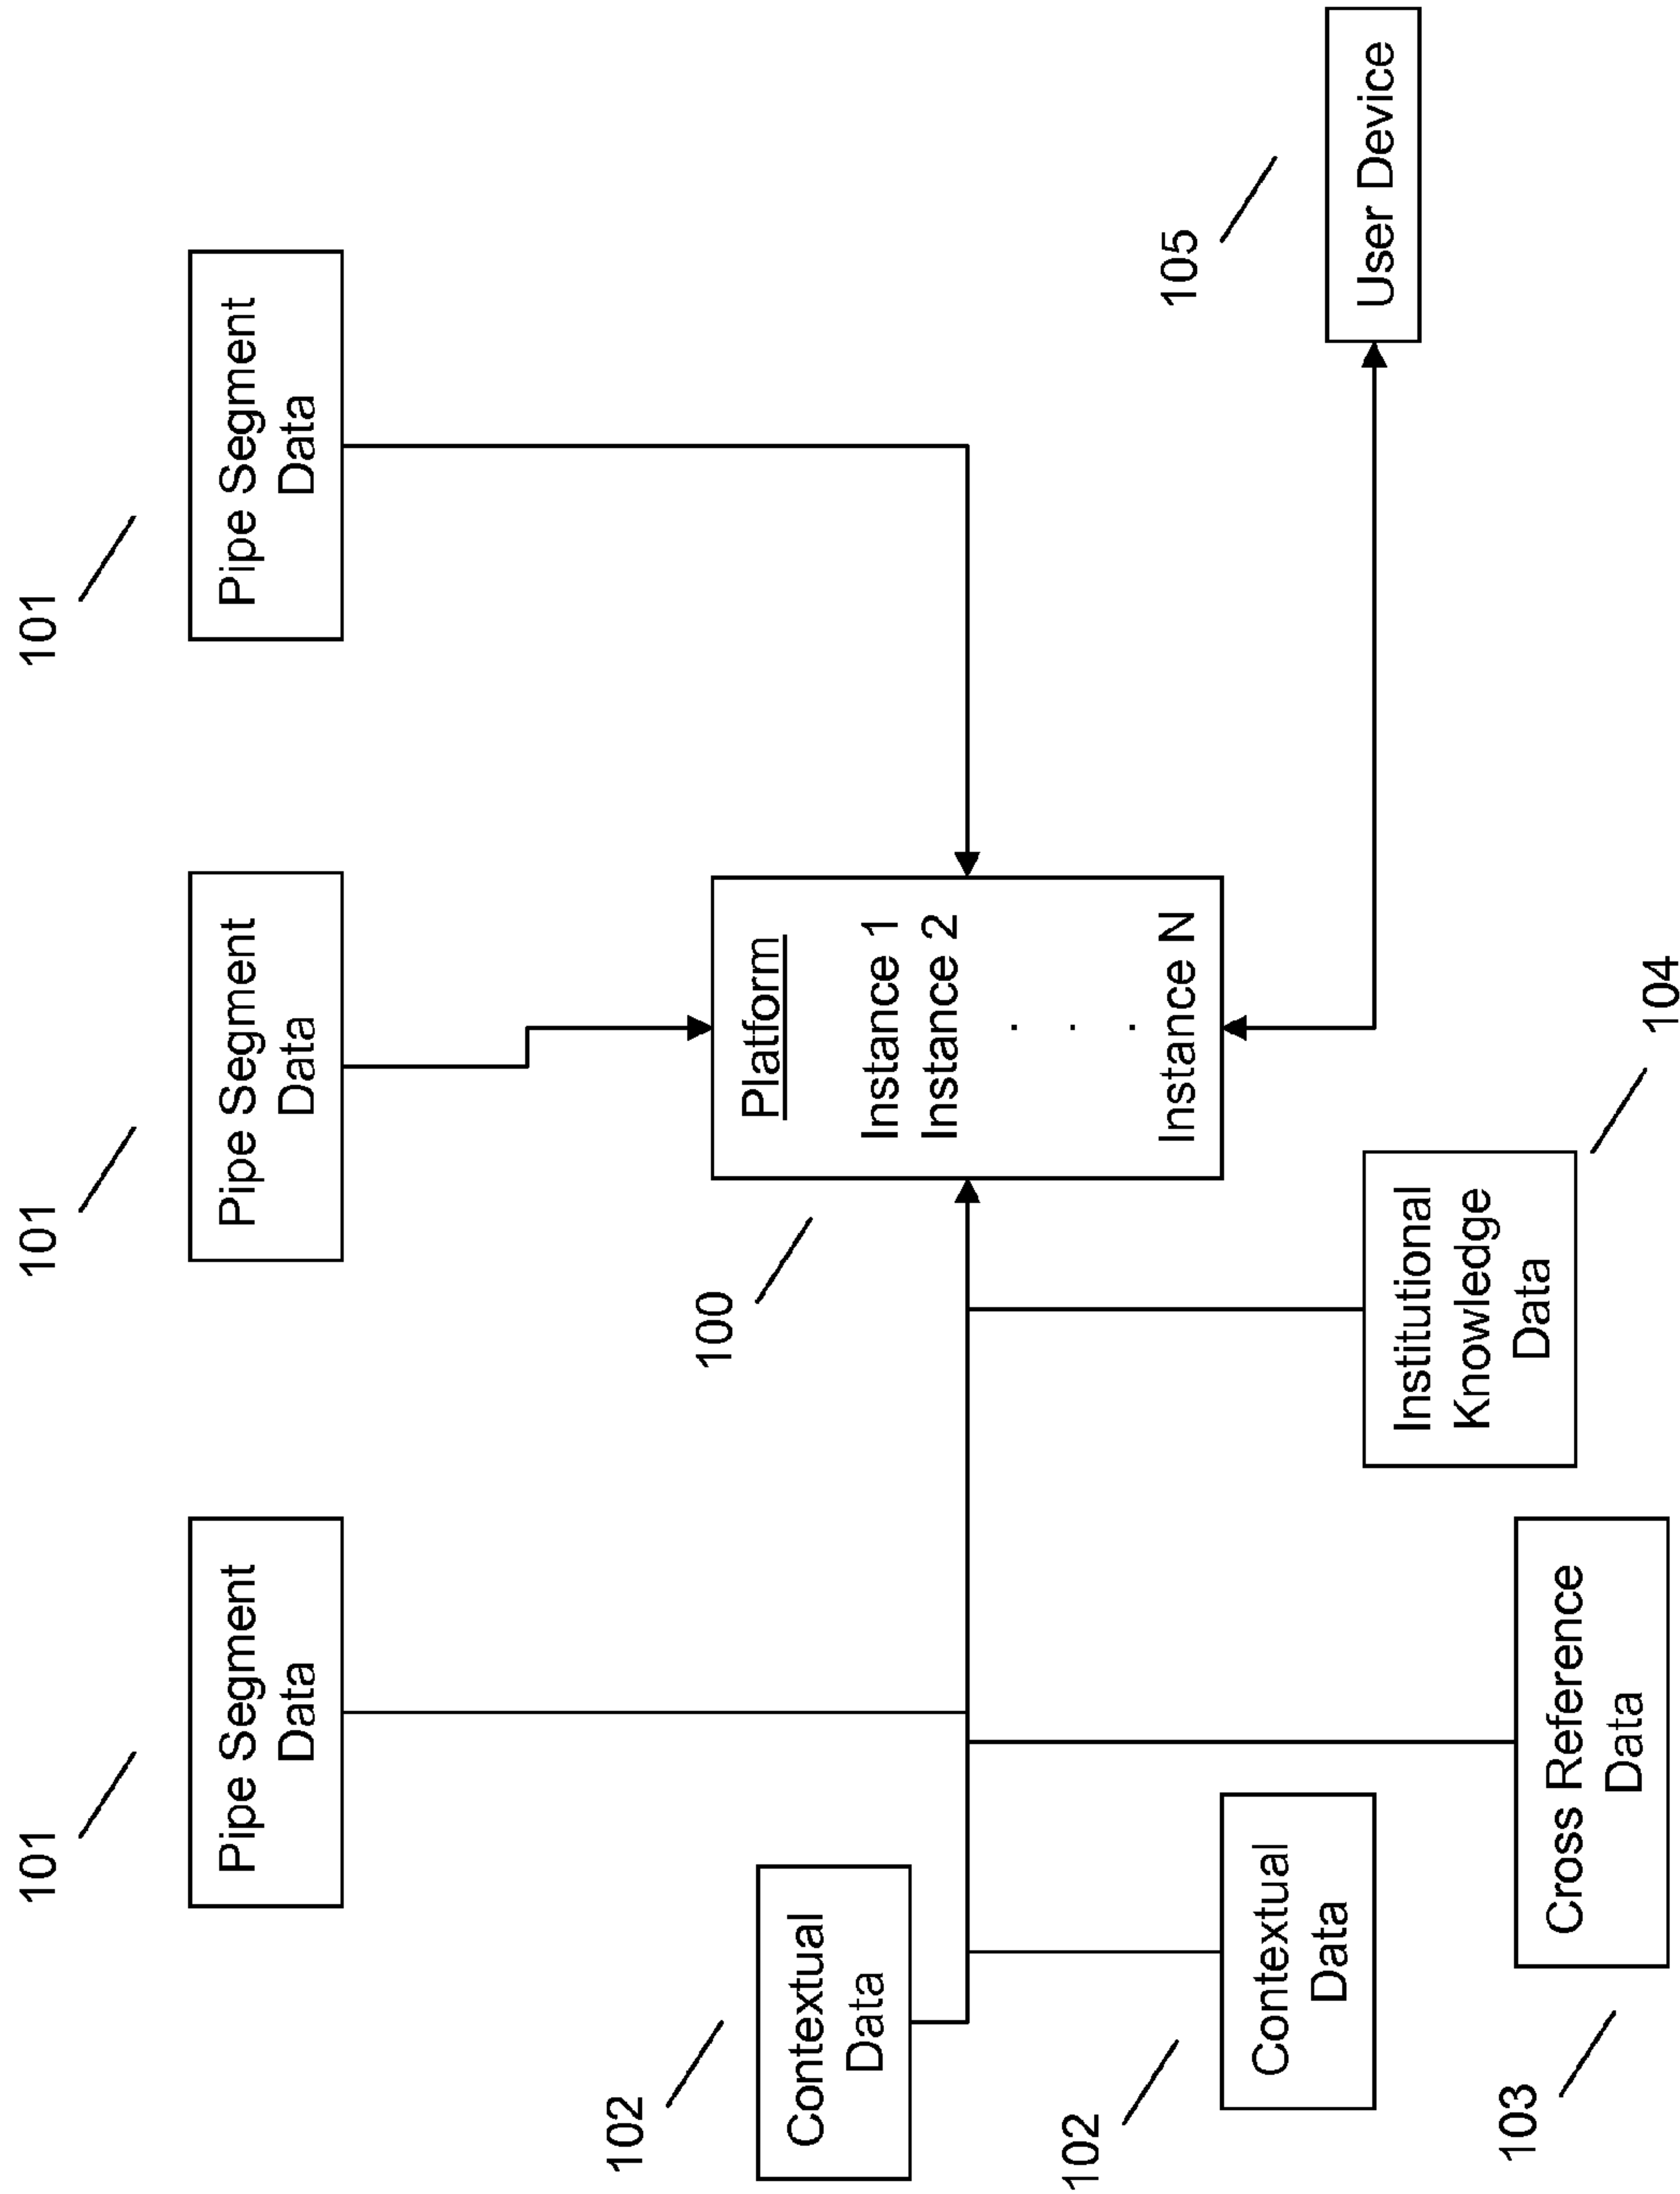 101
101
101
Pipe Segment
Data
Pipe Segment
Data
Pipe Segment
Data
102
Contextual
Data
100
Platform
Instance 1
Instance 2
.
.
.
Instance N
102
Contextual
Data
105
User Device
Institutional
Knowledge
Data
104
103
Cross Reference
Data